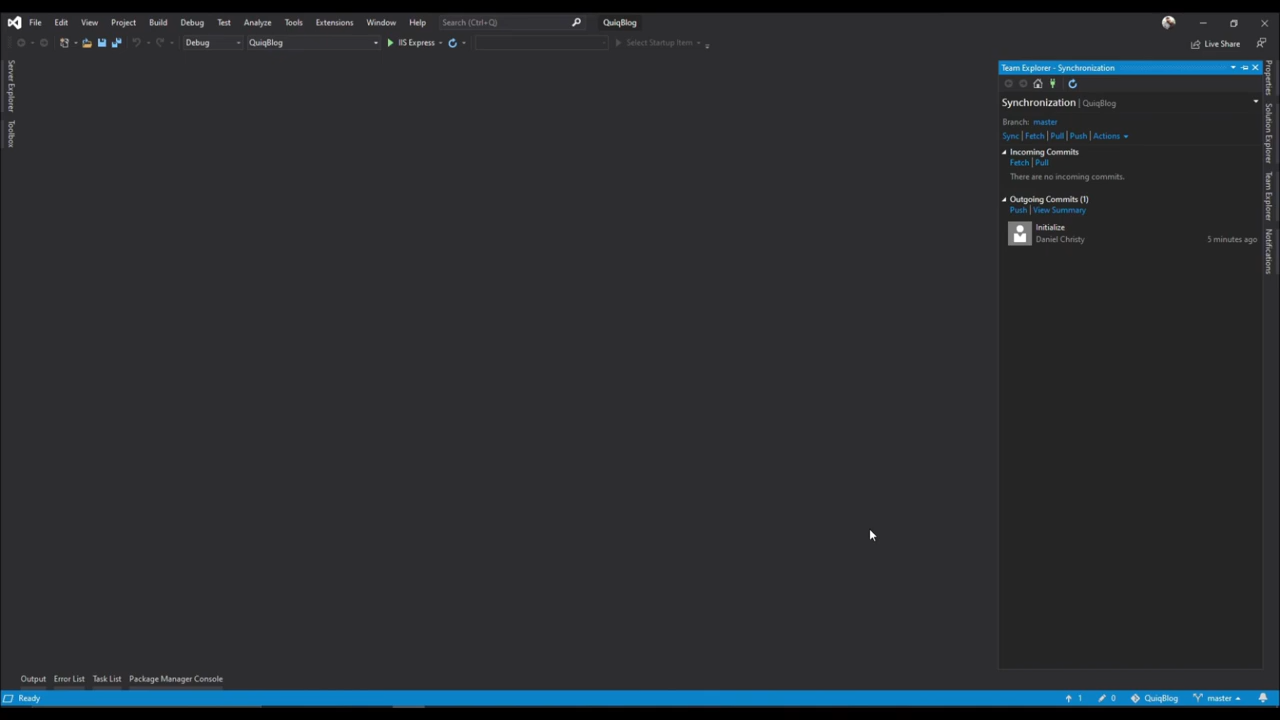 File Edit View Project Build Debug Test Analyze Tools Extensions Window Help Search (Ctrl+Q) QuiqBlog
Debug QuiqBlog IIS Express Select Startup Item Live Share
Server Explorer
Toolbox
Team Explorer - Synchronization
Synchronization | QuiqBlog
Branch: master
Sync | Fetch | Pull | Push | Actions
Incoming Commits
Fetch | Pull
There are no incoming commits.
Outgoing Commits (1)
Push | View Summary
Initialize
Daniel Christy 5 minutes ago
Properties
Solution Explorer
Team Explorer
Notifications
Output Error List Task List Package Manager Console
Ready 1 0 QuiqBlog master